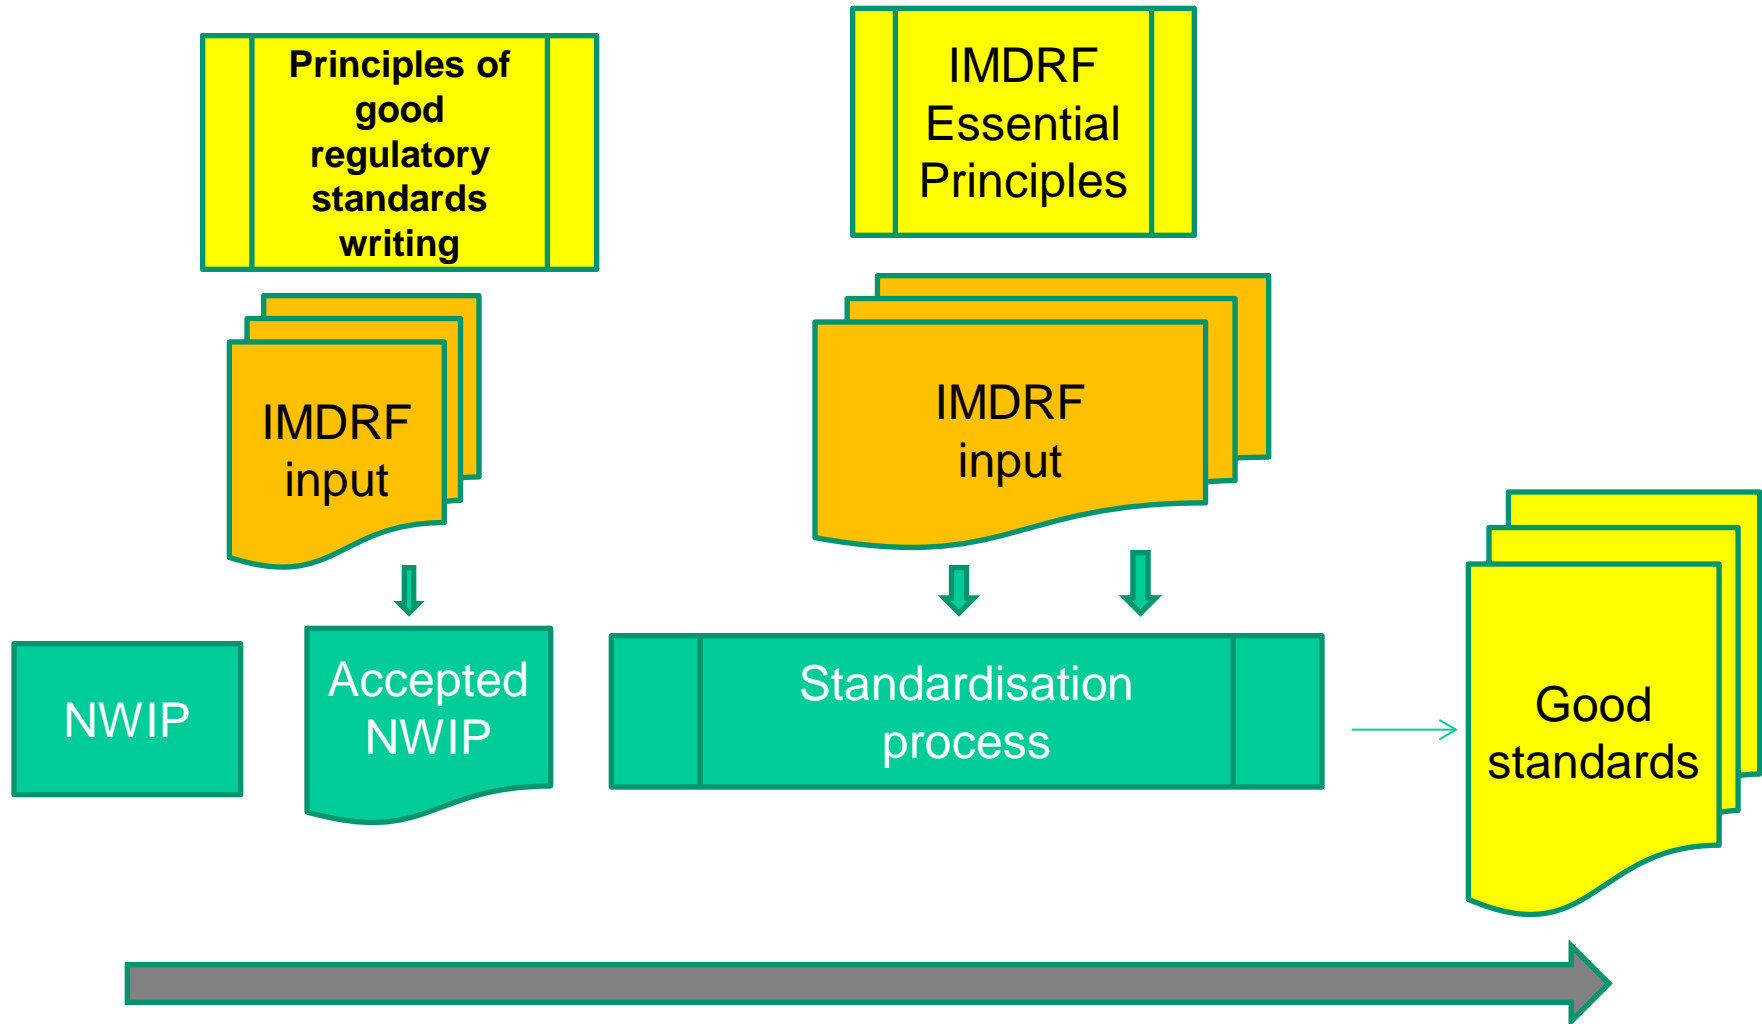 Principles of
good
regulatory
standards
writing
IMDRF
Essential
Principles
IMDRF
input
IMDRF
input
NWIP
Accepted
NWIP
Standardisation
process
Good
standards